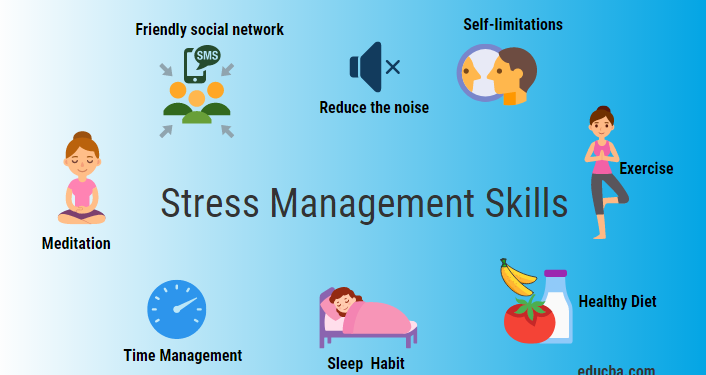 Friendly social network
SMS
Reduce the noise
Self-limitations
Exercise
Stress Management Skills
Meditation
Healthy Diet
Time Management
Sleep Habit
educba.com